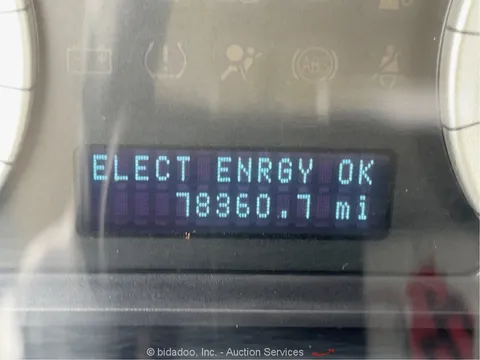 ELECT ENRGY OK
78360.7 mi
© bidadoo, Inc. - Auction Services